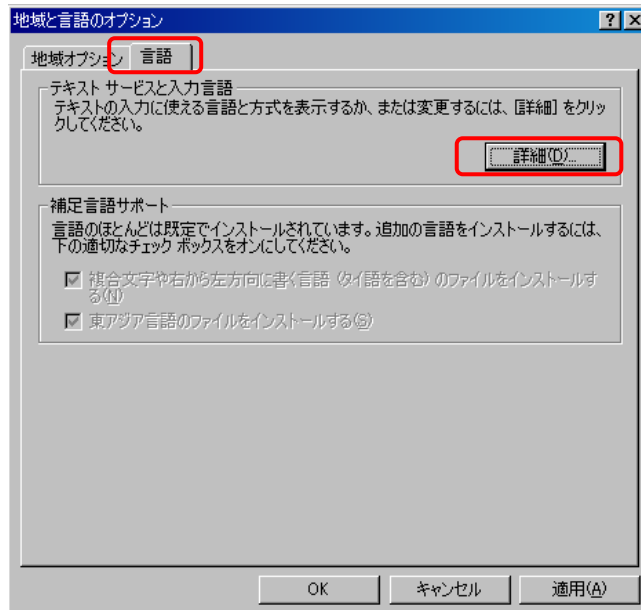 地域と言語のオプション
地域オプション 言語
テキスト サービスと入力言語
テキストの入力に使える言語と方式を表示するか、または変更するには、[詳細] をクリッ
クしてください。
詳細(D)...
補足言語サポート
言語のほとんどは既定でインストールされています。追加の言語をインストールするには、
下の適切なチェック ボックスをオンにしてください。
複合文字や右から左方向に書く言語 (タイ語を含む) のファイルをインストールす
る(N)
東アジア言語のファイルをインストールする(S)
OK キャンセル 適用(A)